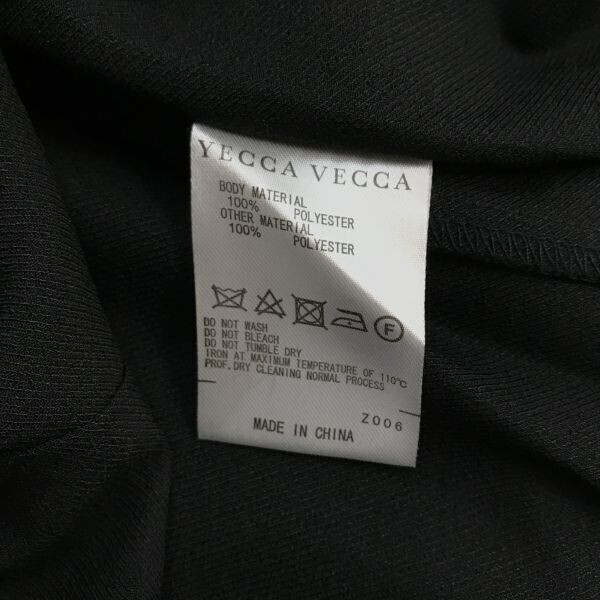 YECCA VECCA
BODY MATERIAL
100% POLYESTER
OTHER MATERIAL
100% POLYESTER
F
DO NOT WASH
DO NOT BLEACH
DO NOT TUMBLE DRY
IRON AT MAXIMUM TEMPERATURE OF 110℃
PROF.DRY CLEANING NORMAL PROCESS
Z006
MADE IN CHINA